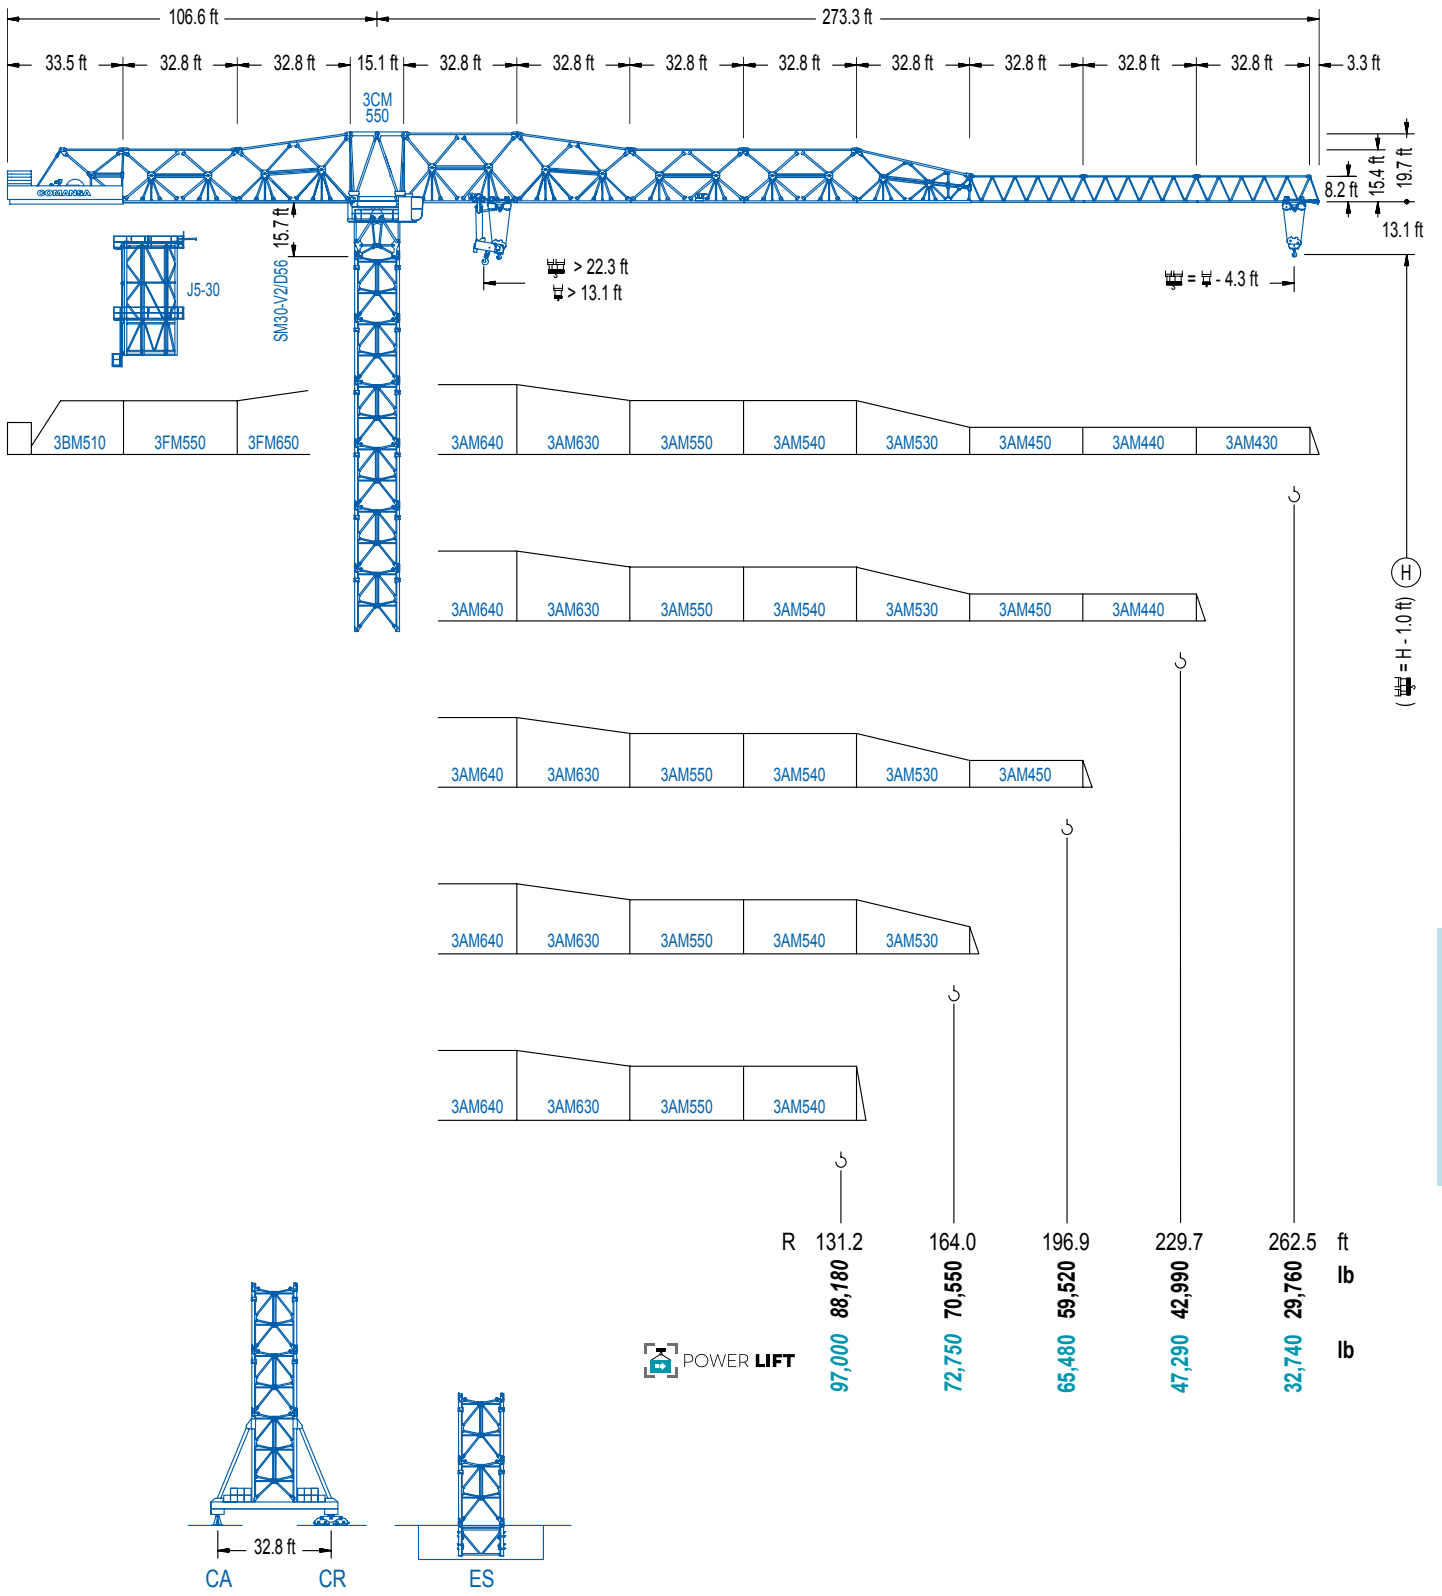 106.6 ft 273.3 ft
33.5 ft 32.8 ft 32.8 ft 15.1 ft 32.8 ft 32.8 ft 32.8 ft 32.8 ft 32.8 ft 32.8 ft 32.8 ft 32.8 ft 3.3 ft
3CM
550
COMANSA
8.2 ft
15.4 ft
19.7 ft
13.1 ft
15.7 ft
SM30-V2/D56
J5-30
> 22.3 ft
> 13.1 ft
= - 4.3 ft
3BM510 3FM550 3FM650 3AM640 3AM630 3AM550 3AM540 3AM530 3AM450 3AM440 3AM430
H
( = H - 1.0 ft)
3AM640 3AM630 3AM550 3AM540 3AM530 3AM450 3AM440
3AM640 3AM630 3AM550 3AM540 3AM530 3AM450
3AM640 3AM630 3AM550 3AM540 3AM530
3AM640 3AM630 3AM550 3AM540
R 131.2 164.0 196.9 229.7 262.5 ft
88,180 70,550 59,520 42,990 29,760 lb
POWER LIFT 97,000 72,750 65,480 47,290 32,740 lb
32.8 ft
CA CR ES